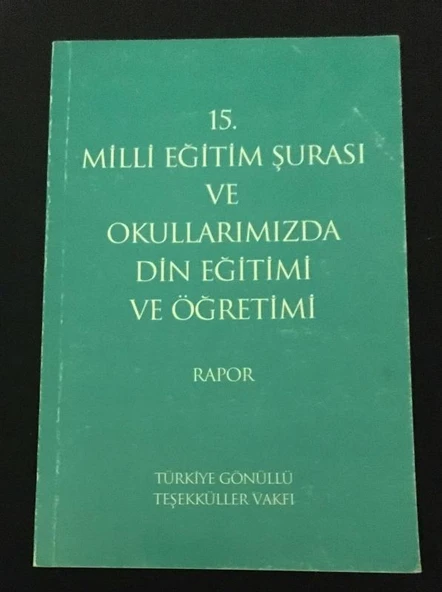 15.
MİLLİ EĞİTİM ŞURASI
VE
OKULLARIMIZDA
DİN EĞİTİMİ
VE ÖĞRETİMİ
RAPOR
TÜRKİYE GÖNÜLLÜ
TEŞEKKÜLLER VAKFI